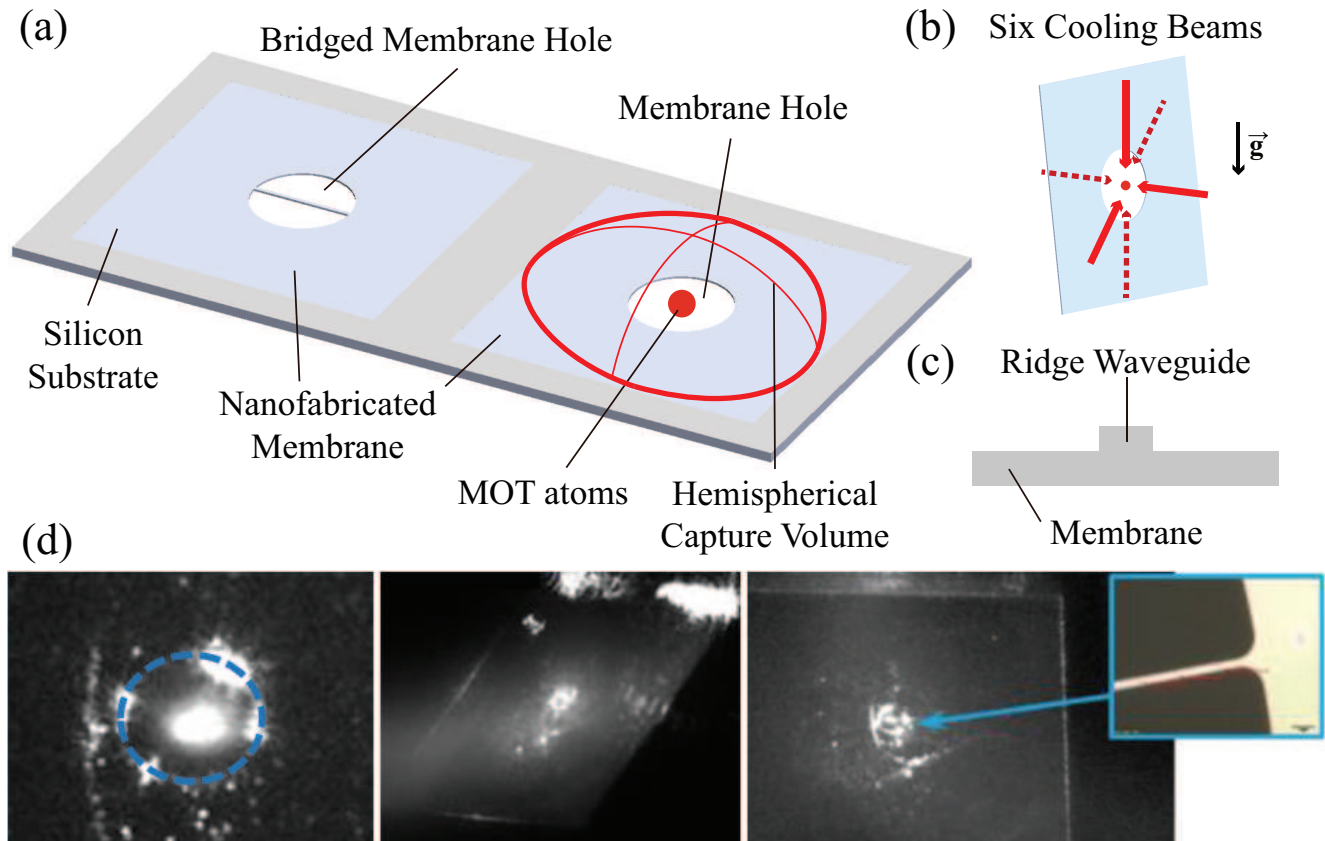 (a)
Bridged Membrane Hole
Membrane Hole
Silicon
Substrate
Nanofabricated
Membrane
MOT atoms
Hemispherical
Capture Volume
(b)
Six Cooling Beams
g
(c)
Ridge Waveguide
Membrane
(d)